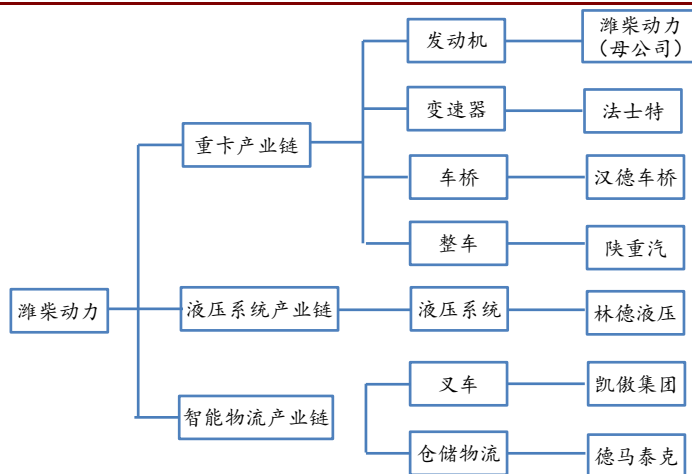 发动机
潍柴动力
（母公司）
变速器
法士特
重卡产业链
车桥
汉德车桥
整车
陕重汽
潍柴动力
液压系统产业链
液压系统
林德液压
叉车
凯傲集团
智能物流产业链
仓储物流
德马泰克